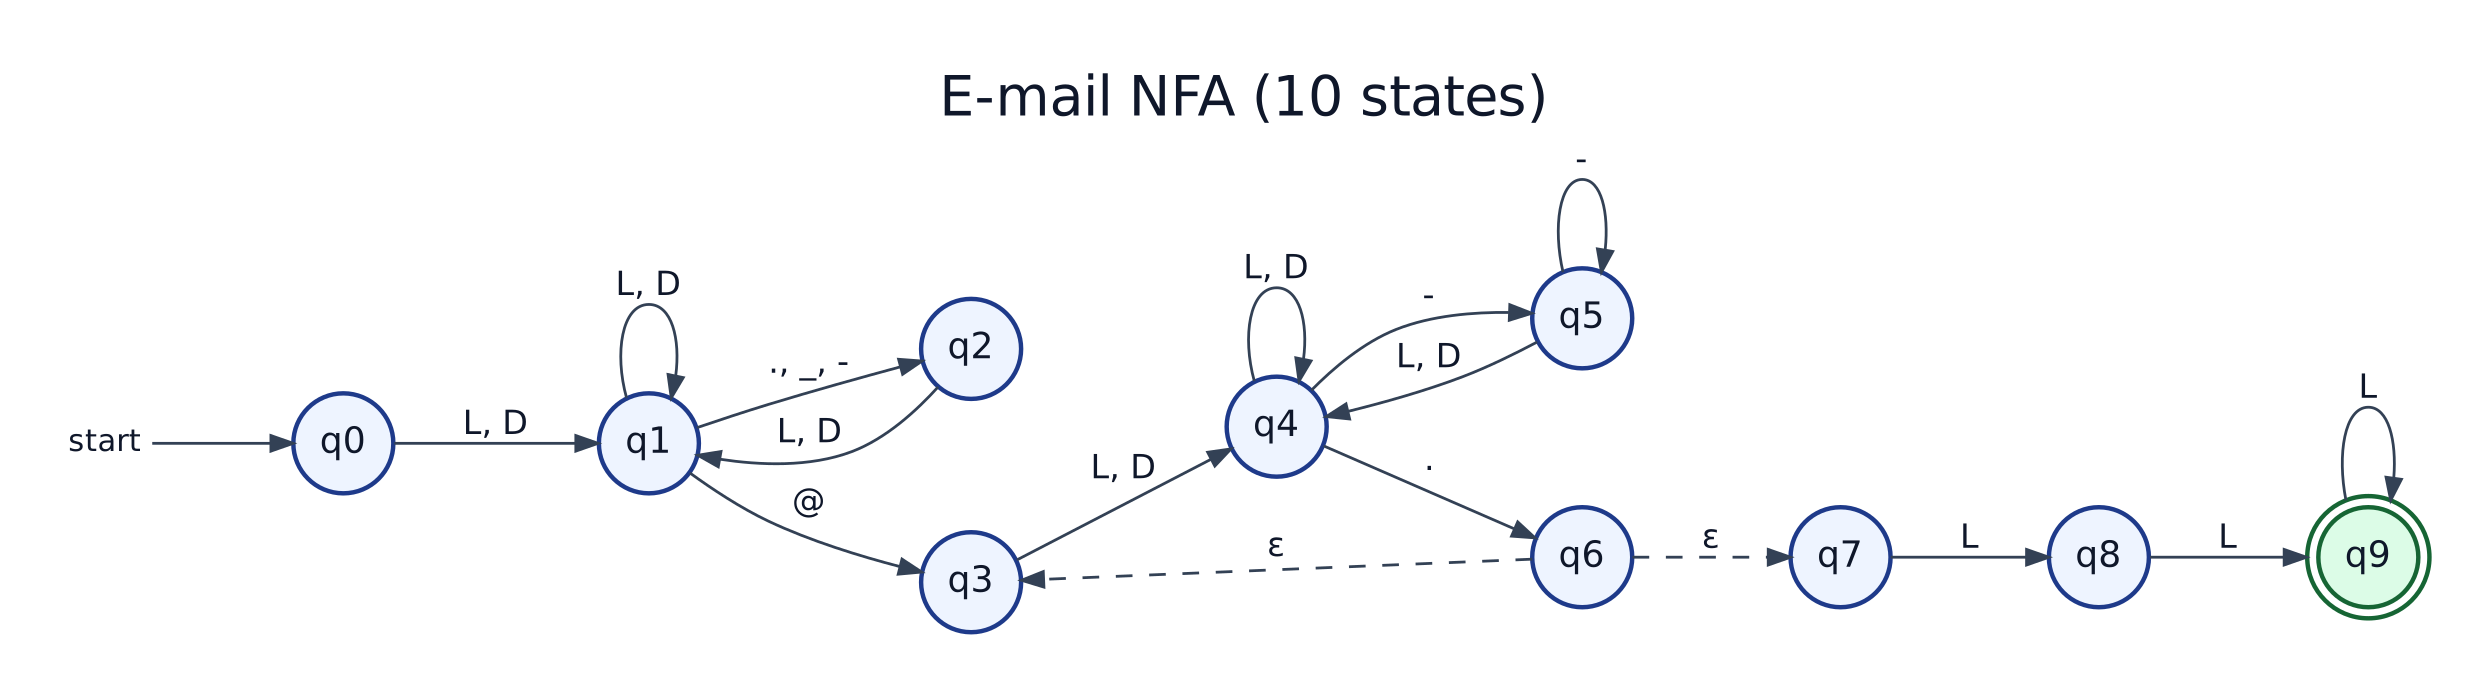 E-mail NFA (10 states)
-
L, D
L, D
-
q5
., _, -
q2
L, D
L
L, D
q4
start
q0
L, D
q1
L, D
@
.
ε
ε
q3
q6
q7
L
q8
L
q9